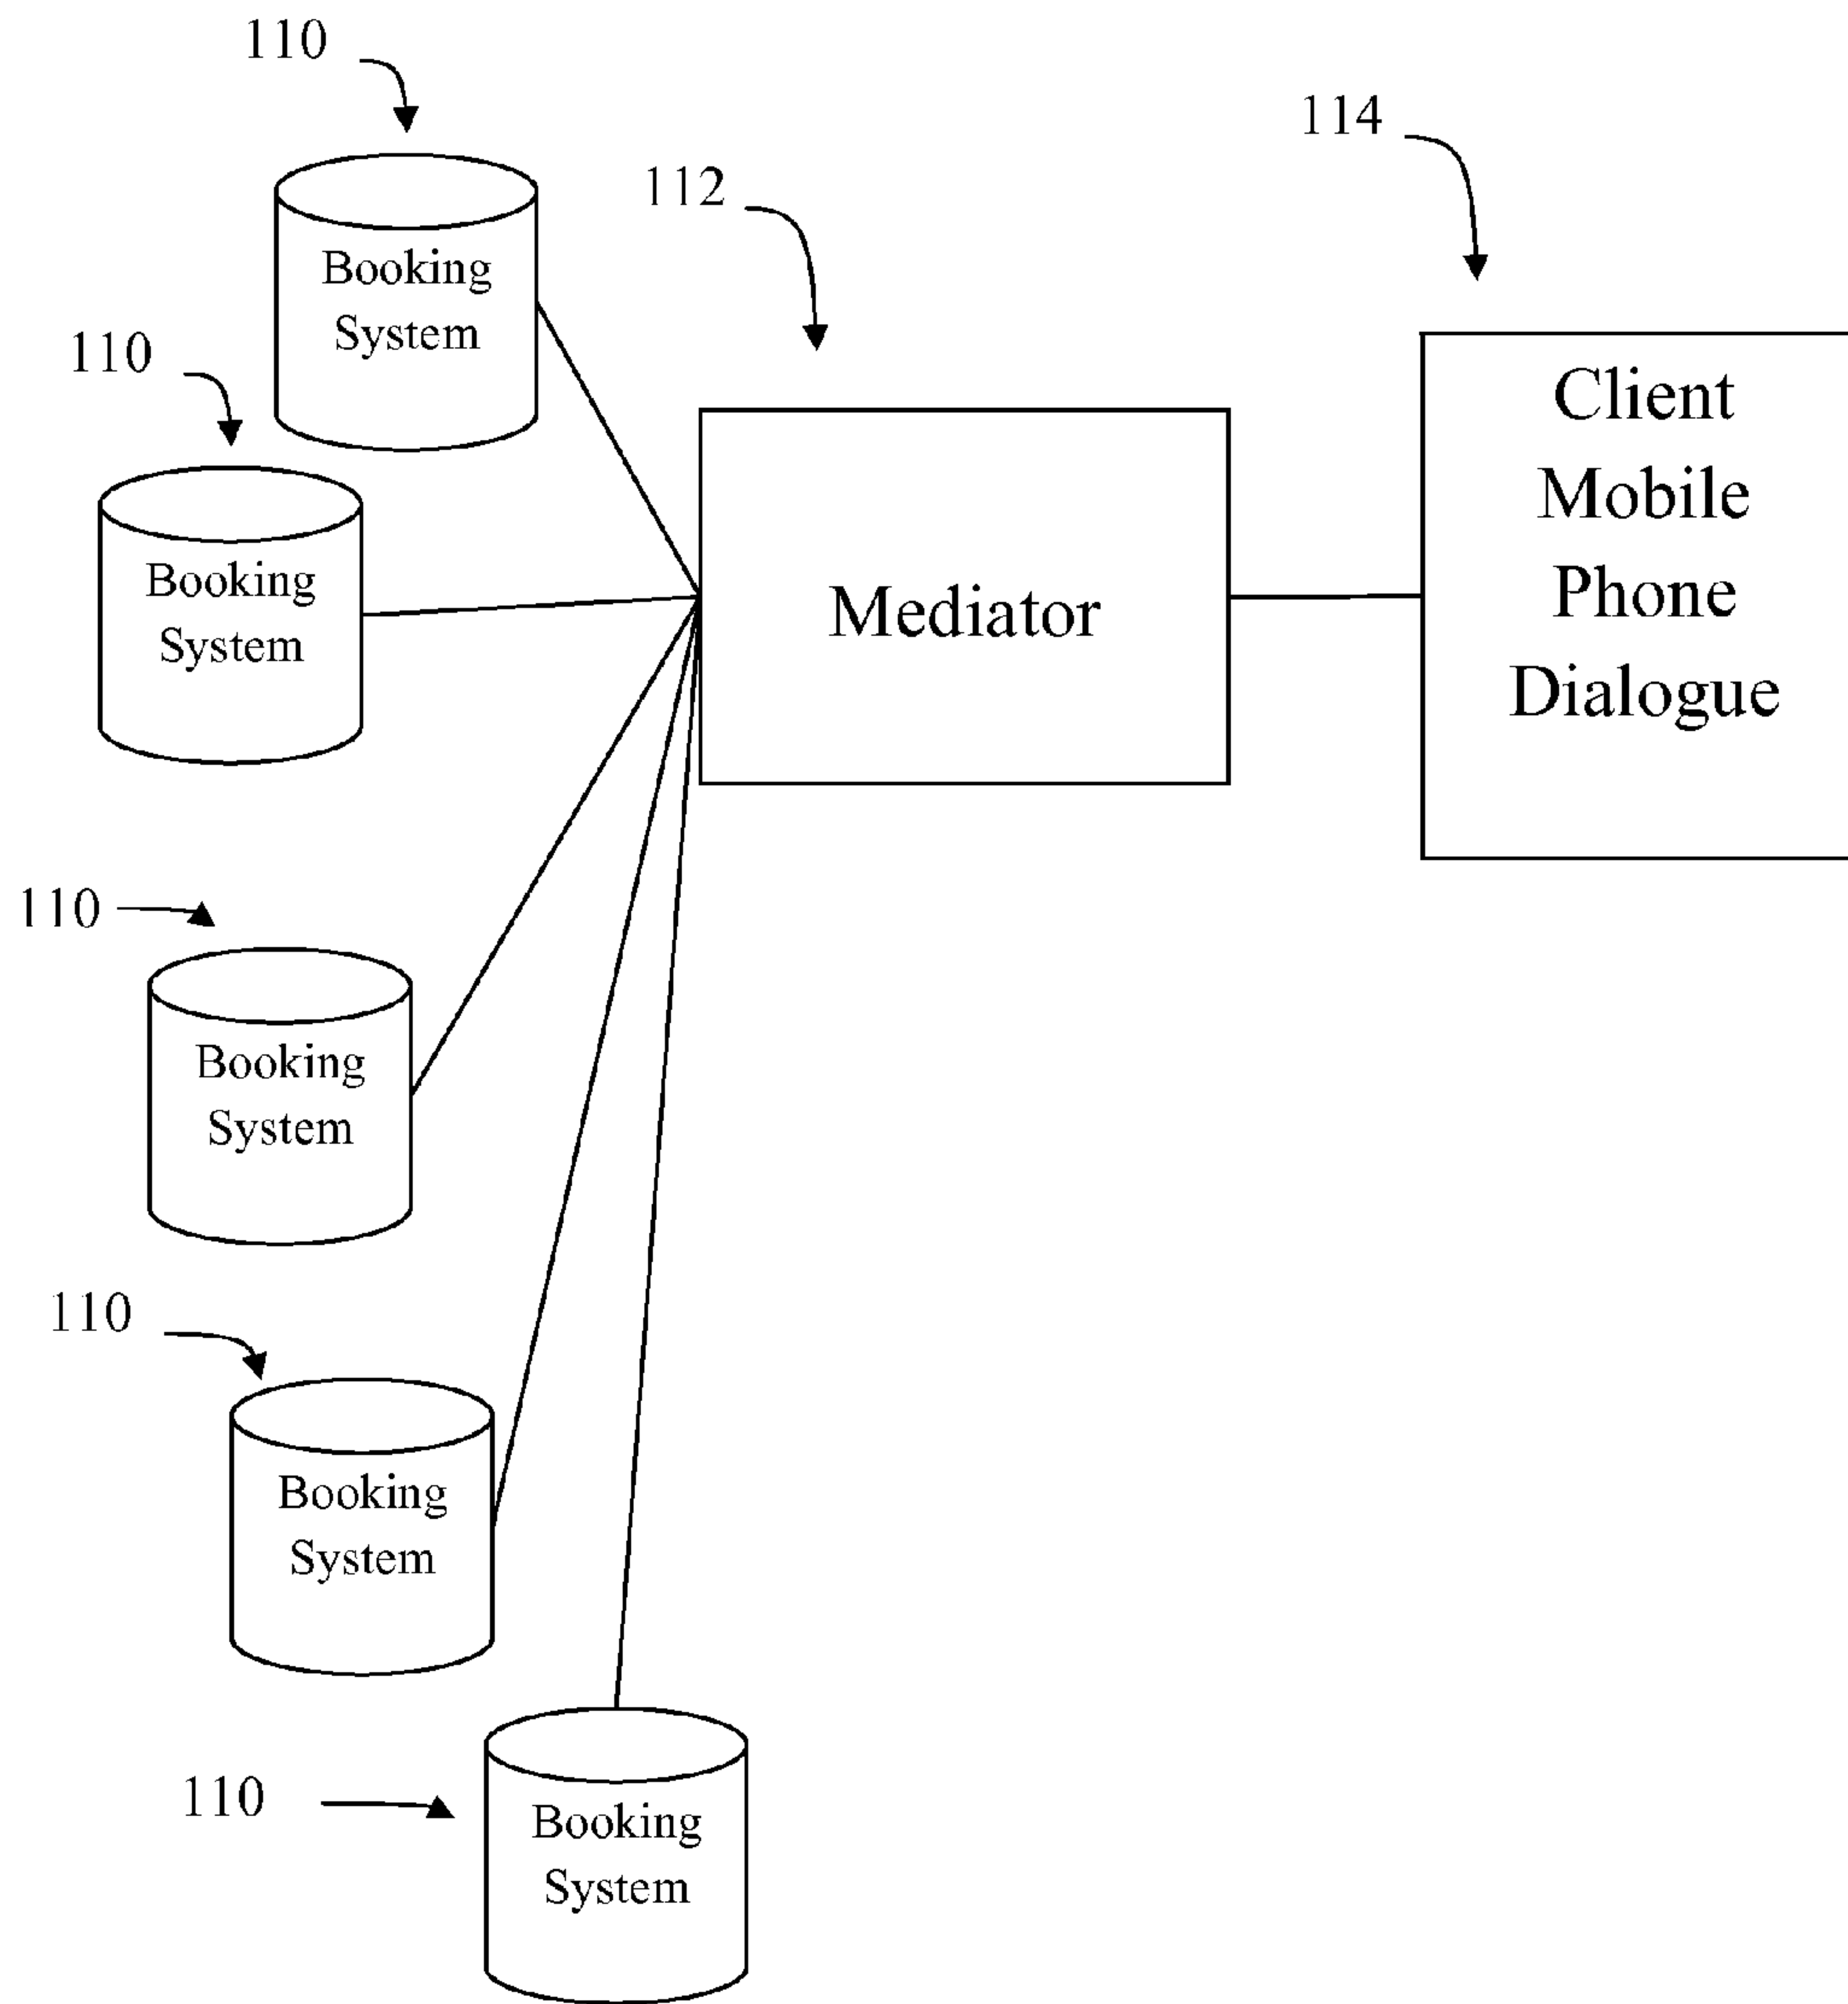 110
114
112
Booking
System
110
Client
Mobile
Phone
Dialogue
Booking
System
Mediator
110
Booking
System
110
Booking
System
110
Booking
System